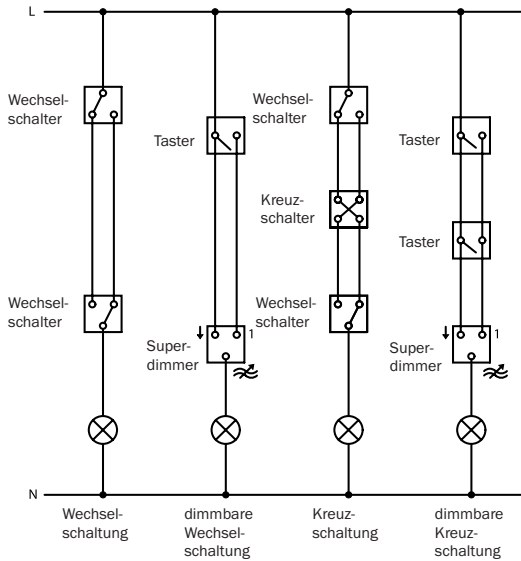 L
Wechsel-
schalter
Wechsel-
schalter
Taster
Super-
dimmer
1
Wechsel-
schalter
Kreuz-
schalter
Wechsel-
schalter
Taster
Taster
Super-
dimmer
1
N
Wechsel-
schaltung
dimmbare
Wechsel-
schaltung
Kreuz-
schaltung
dimmbare
Kreuz-
schaltung